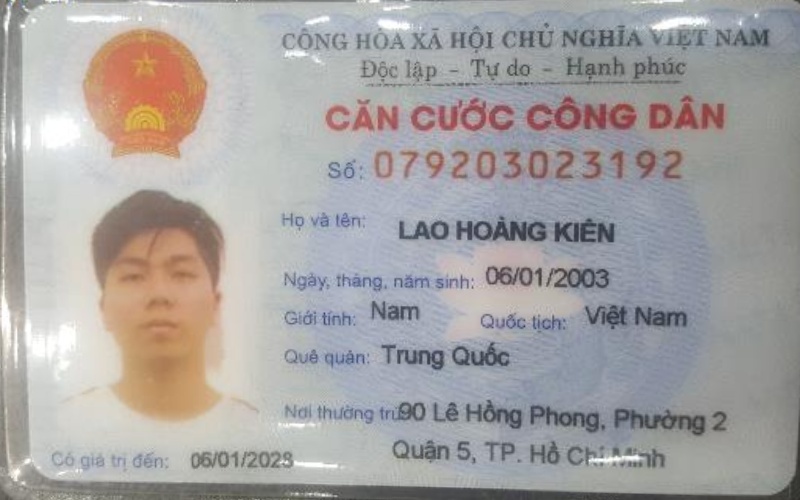 CỘNG HÒA XÃ HỘI CHỦ NGHĨA VIỆT NAM
Độc lập - Tự do - Hạnh phúc
CĂN CƯỚC CÔNG DÂN
Số: 079203023192
Họ và tên: LAO HOÀNG KIÊN
Ngày, tháng, năm sinh: 06/01/2003
Giới tính: Nam Quốc tịch: Việt Nam
Quê quán: Trung Quốc
Nơi thường trú: 90 Lê Hồng Phong, Phường 2
Quận 5, TP. Hồ Chí Minh
Có giá trị đến: 06/01/2028